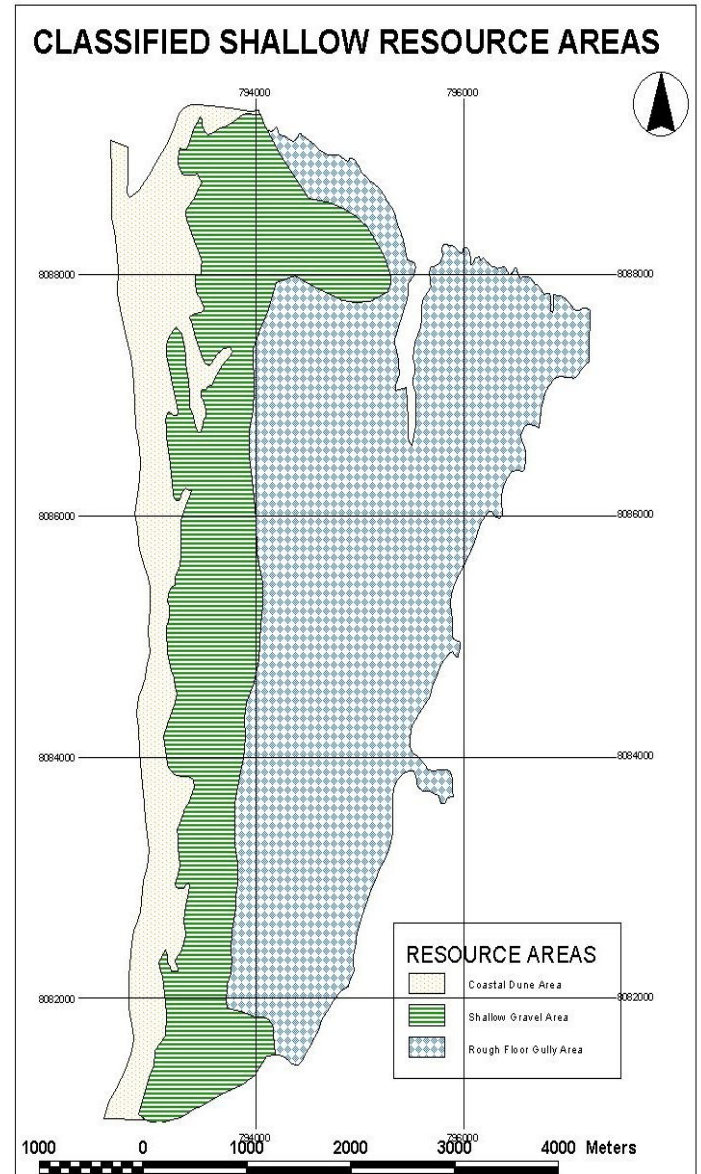 CLASSIFIED SHALLOW RESOURCE AREAS
794000 796000
8088000 8088000
8086000 8086000
8084000 8084000
RESOURCE AREAS
Coastal Dune Area
8082000 8082000
Shallow Gravel Area
Rough Floor Gully Area
794000 796000
1000 0 1000 2000 3000 4000 Meters